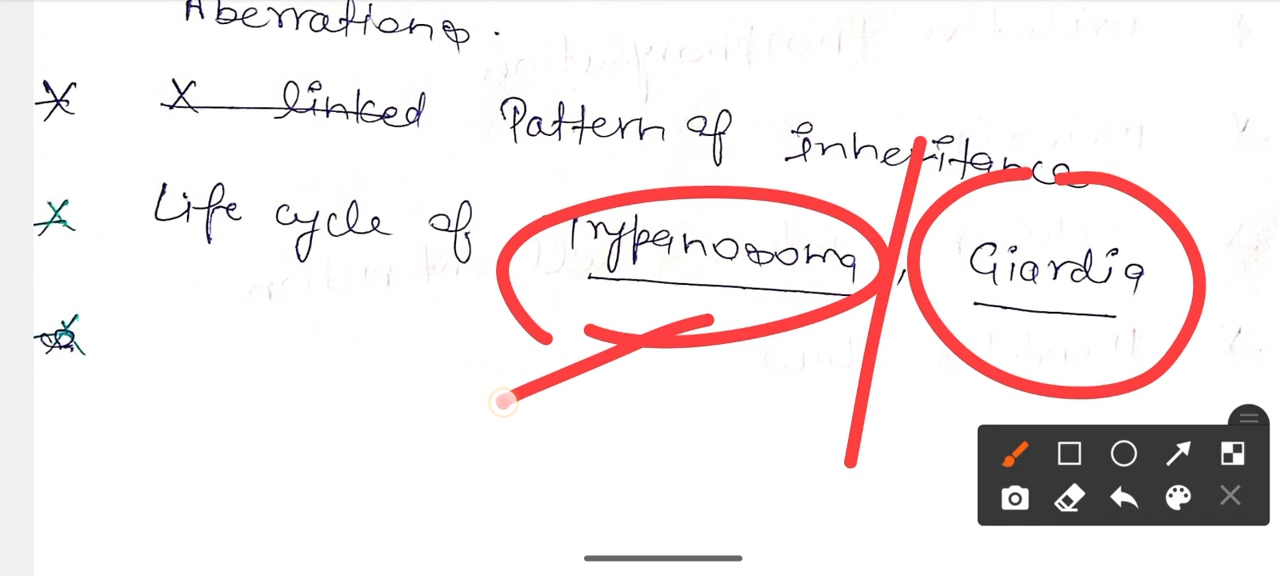 Aberrations.
X X linked Pattern of inheritance
X Life cycle of Trypanosoma, Giardia